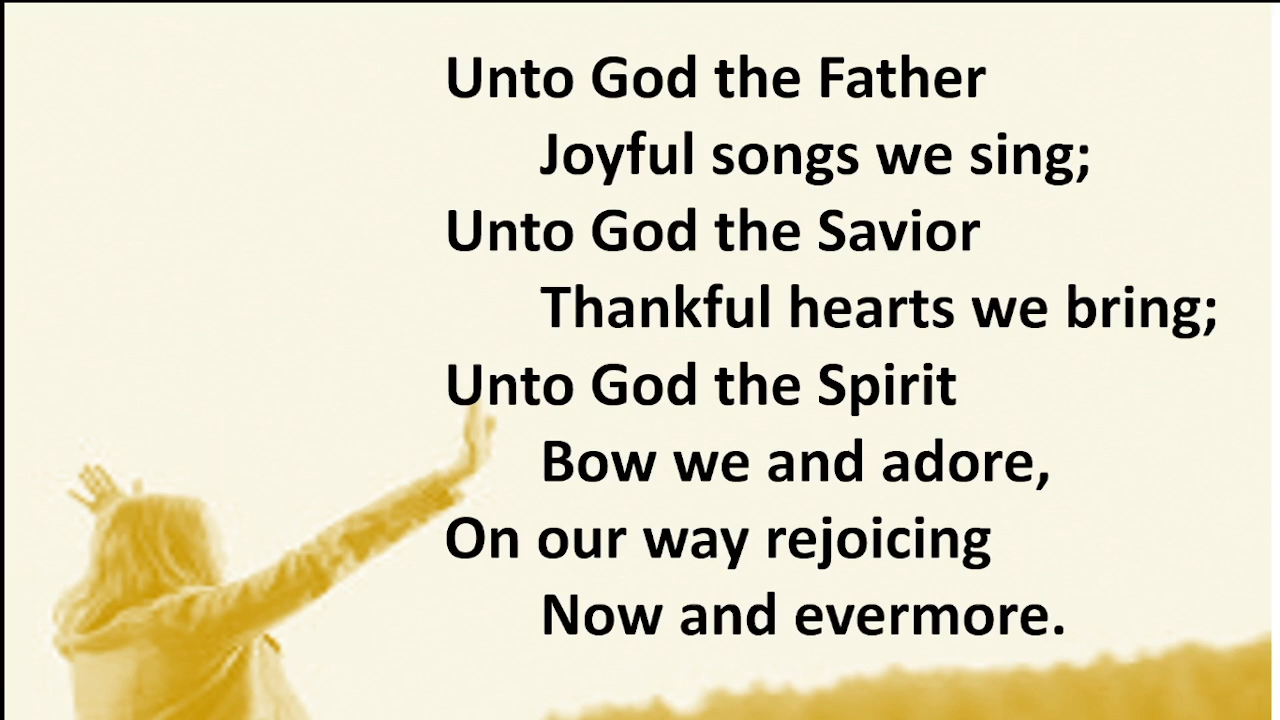 Unto God the Father
Joyful songs we sing;
Unto God the Savior
Thankful hearts we bring;
Unto God the Spirit
Bow we and adore,
On our way rejoicing
Now and evermore.